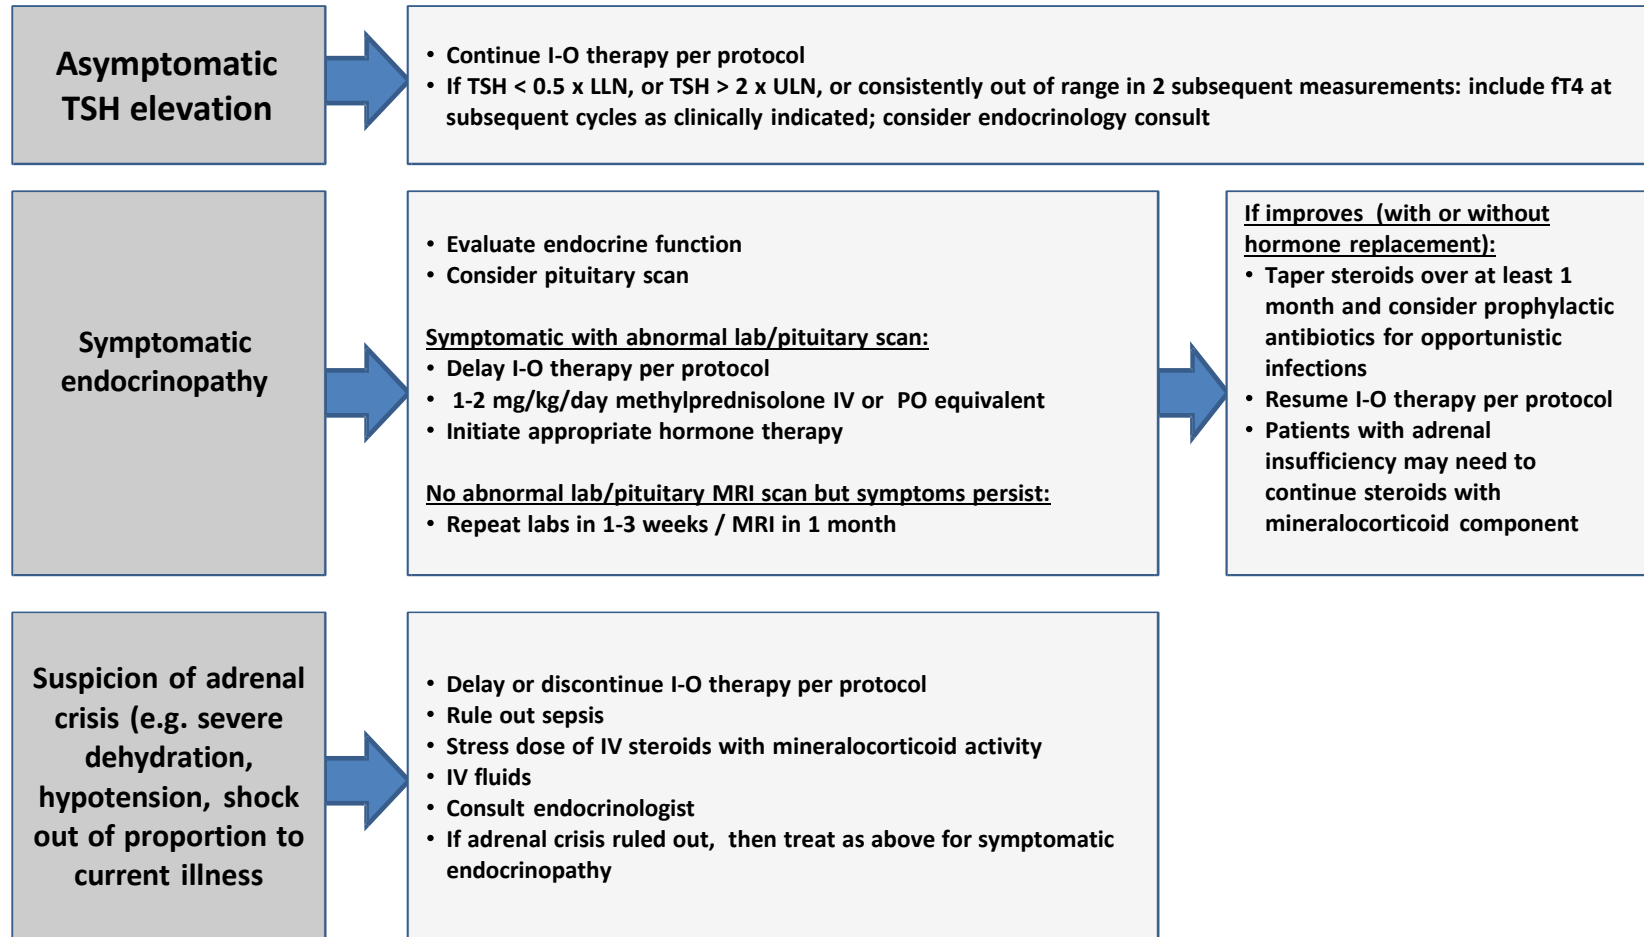 Asymptomatic
TSH elevation
• Continue I-O therapy per protocol
• If TSH < 0.5 x LLN, or TSH > 2 x ULN, or consistently out of range in 2 subsequent measurements: include fT4 at
subsequent cycles as clinically indicated; consider endocrinology consult
Symptomatic
endocrinopathy
• Evaluate endocrine function
• Consider pituitary scan
Symptomatic with abnormal lab/pituitary scan:
• Delay I-O therapy per protocol
• 1-2 mg/kg/day methylprednisolone IV or PO equivalent
• Initiate appropriate hormone therapy
No abnormal lab/pituitary MRI scan but symptoms persist:
• Repeat labs in 1-3 weeks / MRI in 1 month
If improves (with or without
hormone replacement):
• Taper steroids over at least 1
month and consider prophylactic
antibiotics for opportunistic
infections
• Resume I-O therapy per protocol
• Patients with adrenal
insufficiency may need to
continue steroids with
mineralocorticoid component
Suspicion of adrenal
crisis (e.g. severe
dehydration,
hypotension, shock
out of proportion to
current illness
• Delay or discontinue I-O therapy per protocol
• Rule out sepsis
• Stress dose of IV steroids with mineralocorticoid activity
• IV fluids
• Consult endocrinologist
• If adrenal crisis ruled out, then treat as above for symptomatic
endocrinopathy